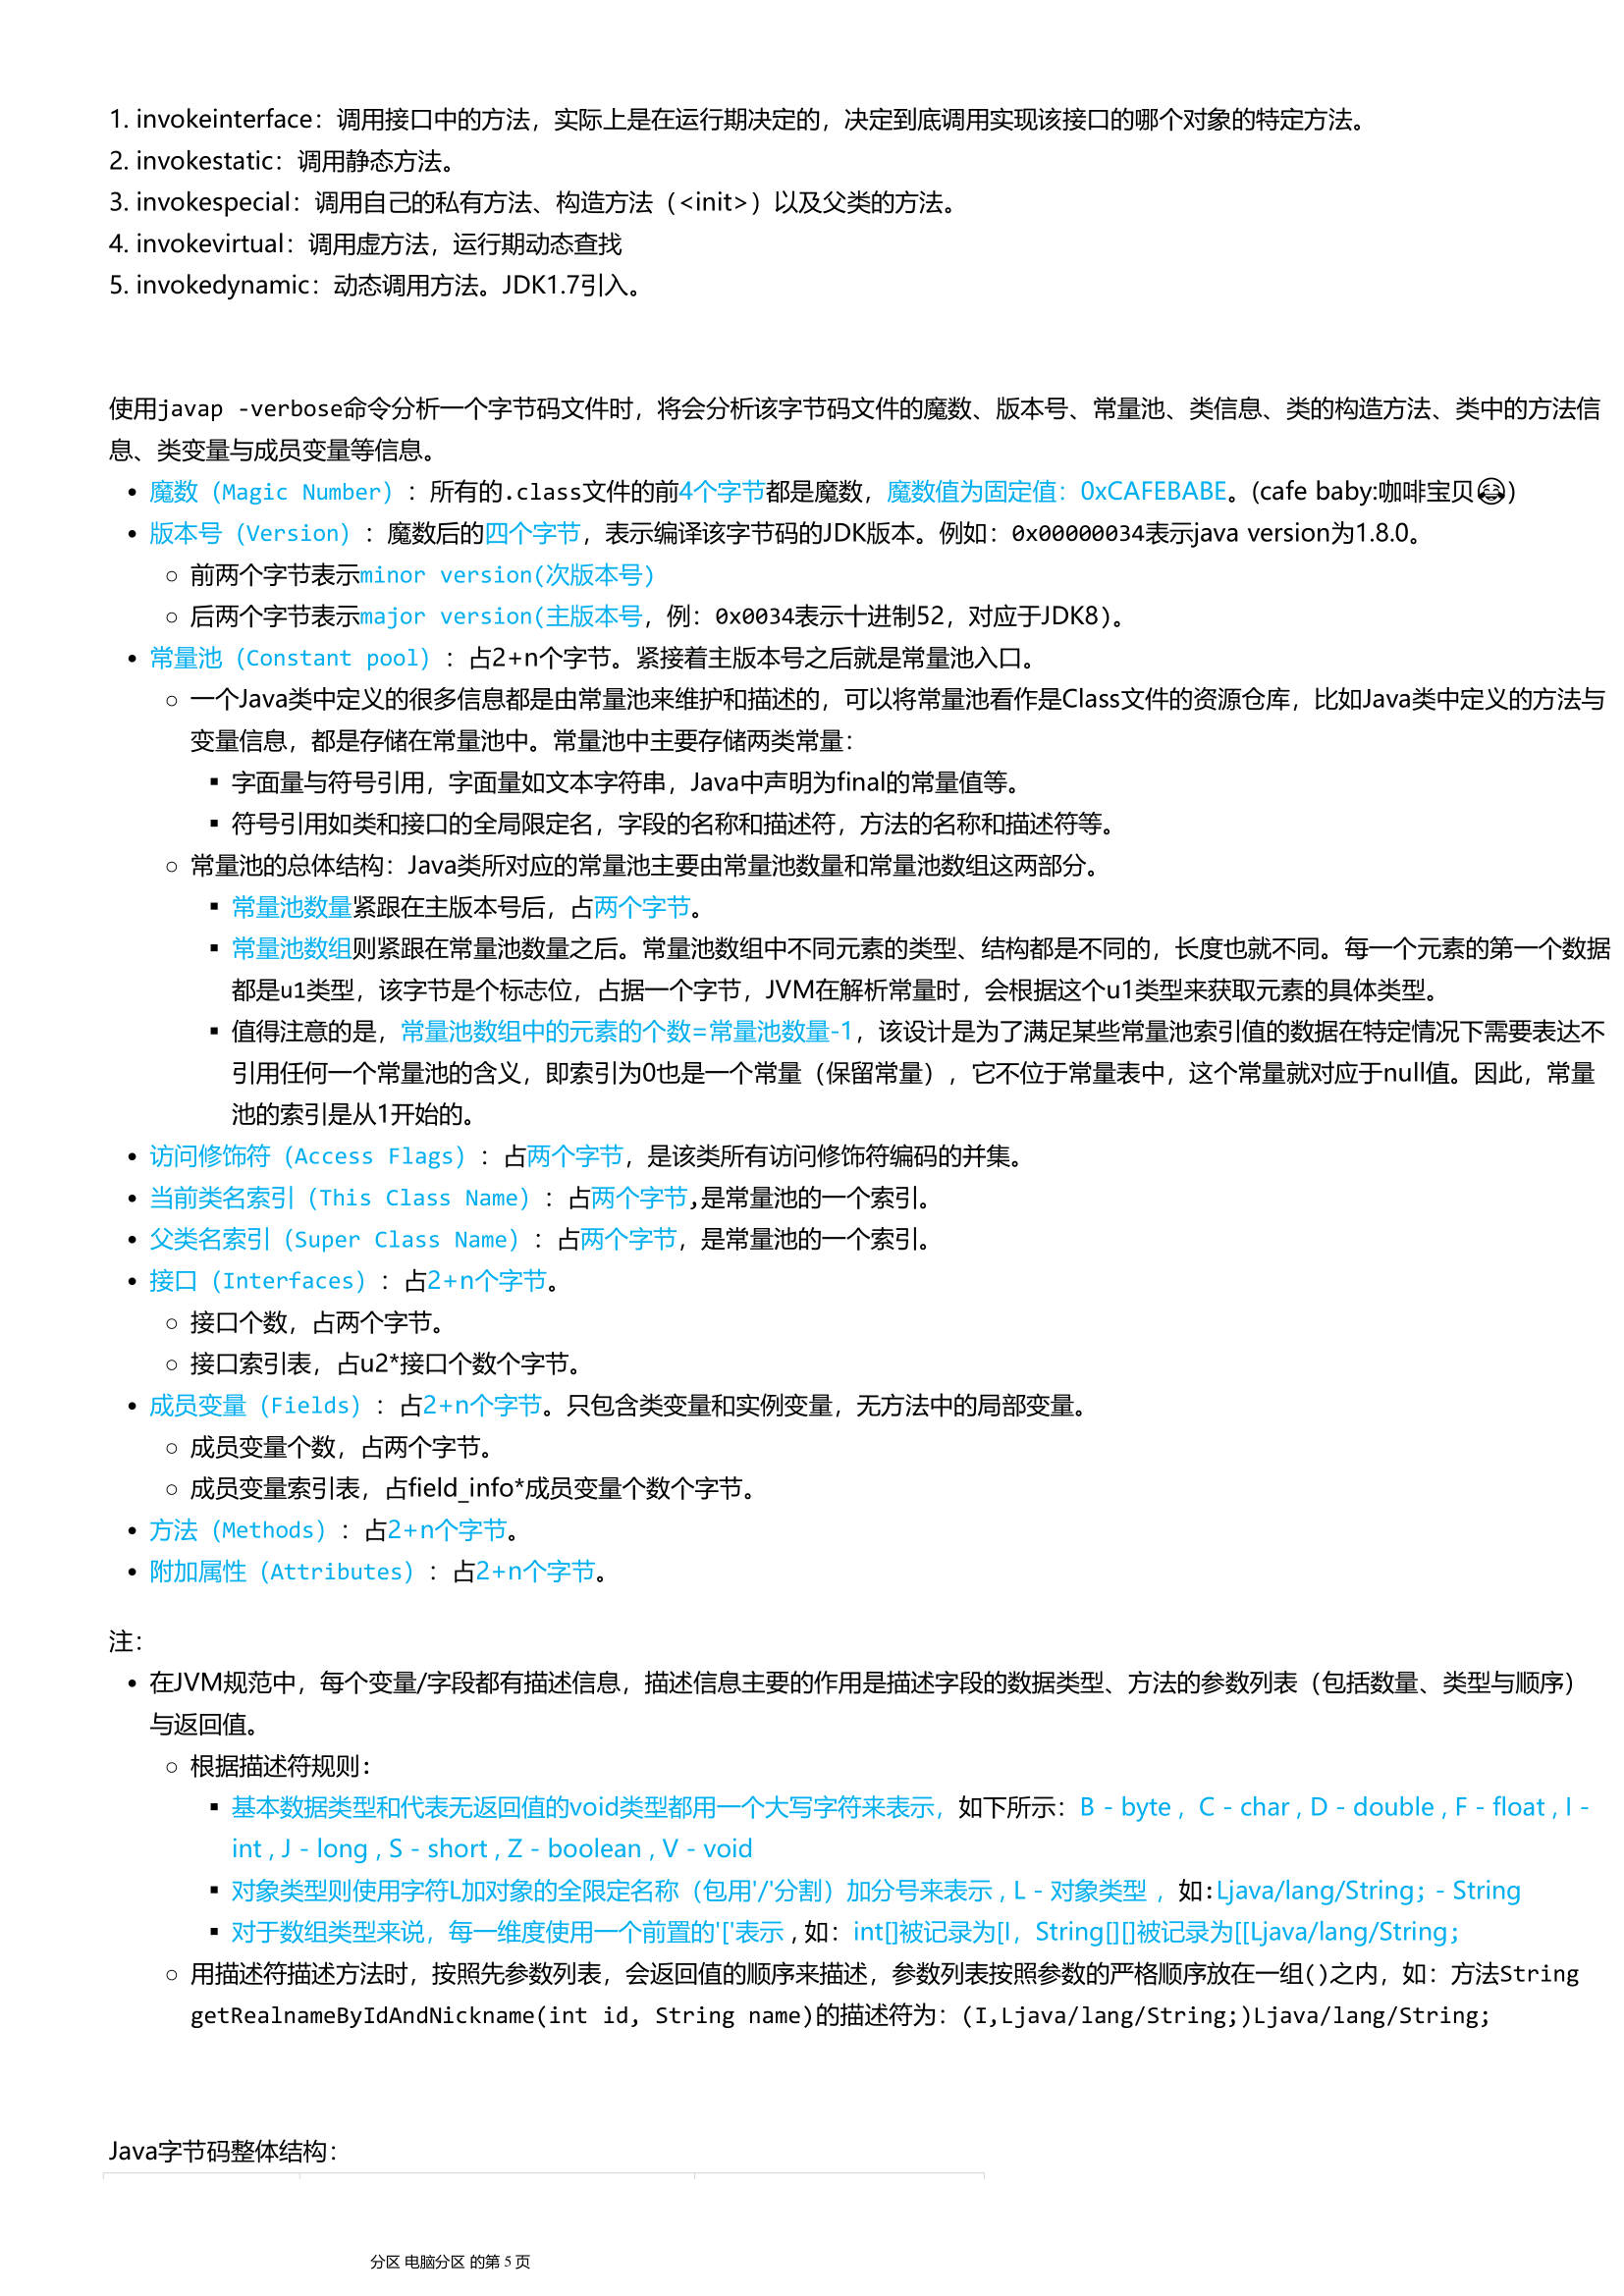 1. invokeinterface：调用接口中的方法，实际上是在运行期决定的，决定到底调用实现该接口的哪个对象的特定方法。
2. invokestatic：调用静态方法。
3. invokespecial：调用自己的私有方法、构造方法（<init>）以及父类的方法。
4. invokevirtual：调用虚方法，运行期动态查找
5. invokedynamic：动态调用方法。JDK1.7引入。
使用javap -verbose命令分析一个字节码文件时，将会分析该字节码文件的魔数、版本号、常量池、类信息、类的构造方法、类中的方法信
息、类变量与成员变量等信息。
• 魔数（Magic Number）：所有的.class文件的前4个字节都是魔数，魔数值为固定值：0xCAFEBABE。(cafe baby:咖啡宝贝😂)
• 版本号（Version）：魔数后的四个字节，表示编译该字节码的JDK版本。例如：0x00000034表示java version为1.8.0。
○ 前两个字节表示minor version(次版本号)
○ 后两个字节表示major version(主版本号，例：0x0034表示十进制52，对应于JDK8)。
• 常量池（Constant pool）：占2+n个字节。紧接着主版本号之后就是常量池入口。
○ 一个Java类中定义的很多信息都是由常量池来维护和描述的，可以将常量池看作是Class文件的资源仓库，比如Java类中定义的方法与
变量信息，都是存储在常量池中。常量池中主要存储两类常量：
▪ 字面量与符号引用，字面量如文本字符串，Java中声明为final的常量值等。
▪ 符号引用如类和接口的全局限定名，字段的名称和描述符，方法的名称和描述符等。
○ 常量池的总体结构：Java类所对应的常量池主要由常量池数量和常量池数组这两部分。
▪ 常量池数量紧跟在主版本号后，占两个字节。
▪ 常量池数组则紧跟在常量池数量之后。常量池数组中不同元素的类型、结构都是不同的，长度也就不同。每一个元素的第一个数据
都是u1类型，该字节是个标志位，占据一个字节，JVM在解析常量时，会根据这个u1类型来获取元素的具体类型。
▪ 值得注意的是，常量池数组中的元素的个数=常量池数量-1，该设计是为了满足某些常量池索引值的数据在特定情况下需要表达不
引用任何一个常量池的含义，即索引为0也是一个常量（保留常量），它不位于常量表中，这个常量就对应于null值。因此，常量
池的索引是从1开始的。
• 访问修饰符（Access Flags）：占两个字节，是该类所有访问修饰符编码的并集。
• 当前类名索引（This Class Name）：占两个字节,是常量池的一个索引。
• 父类名索引（Super Class Name）：占两个字节，是常量池的一个索引。
• 接口（Interfaces）：占2+n个字节。
○ 接口个数，占两个字节。
○ 接口索引表，占u2*接口个数个字节。
• 成员变量（Fields）：占2+n个字节。只包含类变量和实例变量，无方法中的局部变量。
○ 成员变量个数，占两个字节。
○ 成员变量索引表，占field_info*成员变量个数个字节。
• 方法（Methods）：占2+n个字节。
• 附加属性（Attributes）：占2+n个字节。
注：
• 在JVM规范中，每个变量/字段都有描述信息，描述信息主要的作用是描述字段的数据类型、方法的参数列表（包括数量、类型与顺序）
与返回值。
○ 根据描述符规则：
▪ 基本数据类型和代表无返回值的void类型都用一个大写字符来表示，如下所示：B - byte , C - char , D - double , F - float , I -
int , J - long , S - short , Z - boolean , V - void
▪ 对象类型则使用字符L加对象的全限定名称（包用'/'分割）加分号来表示 , L - 对象类型 ，如:Ljava/lang/String; - String
▪ 对于数组类型来说，每一维度使用一个前置的'['表示 , 如：int[]被记录为[I，String[][]被记录为[[Ljava/lang/String;
○ 用描述符描述方法时，按照先参数列表，会返回值的顺序来描述，参数列表按照参数的严格顺序放在一组()之内，如：方法String
getRealnameByIdAndNickname(int id, String name)的描述符为：(I,Ljava/lang/String;)Ljava/lang/String;
Java字节码整体结构：
分区 电脑分区 的第 5 页